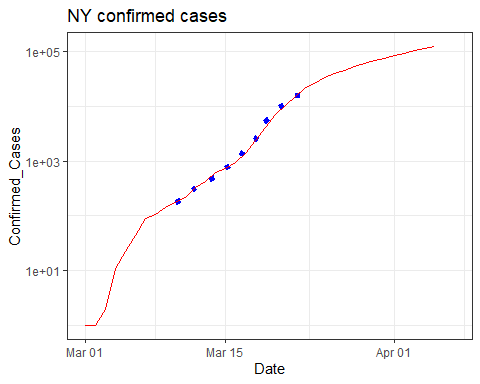 NY confirmed cases
1e+05
1e+03
1e+01
Confirmed_Cases
Mar 01
Mar 15
Apr 01
Date